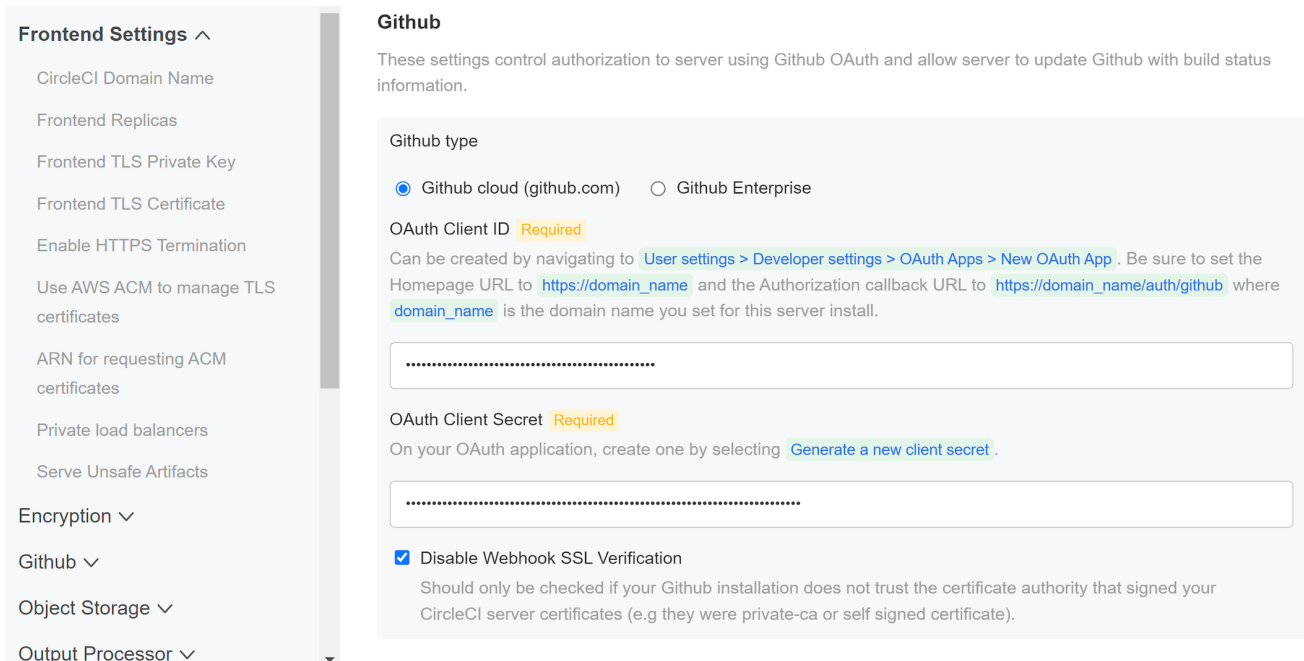 Frontend Settings
CircleCI Domain Name
Frontend Replicas
Frontend TLS Private Key
Frontend TLS Certificate
Enable HTTPS Termination
Use AWS ACM to manage TLS
certificates
ARN for requesting ACM
certificates
Private load balancers
Serve Unsafe Artifacts
Encryption
Github
Object Storage
Output Processor
Github
These settings control authorization to server using Github OAuth and allow server to update Github with build status
information.
Github type
Github cloud (github.com) Github Enterprise
OAuth Client ID Required
Can be created by navigating to User settings > Developer settings > OAuth Apps > New OAuth App . Be sure to set the
Homepage URL to https://domain_name and the Authorization callback URL to https://domain_name/auth/github where
domain_name is the domain name you set for this server install.
OAuth Client Secret Required
On your OAuth application, create one by selecting Generate a new client secret .
Disable Webhook SSL Verification
Should only be checked if your Github installation does not trust the certificate authority that signed your
CircleCI server certificates (e.g they were private-ca or self signed certificate).